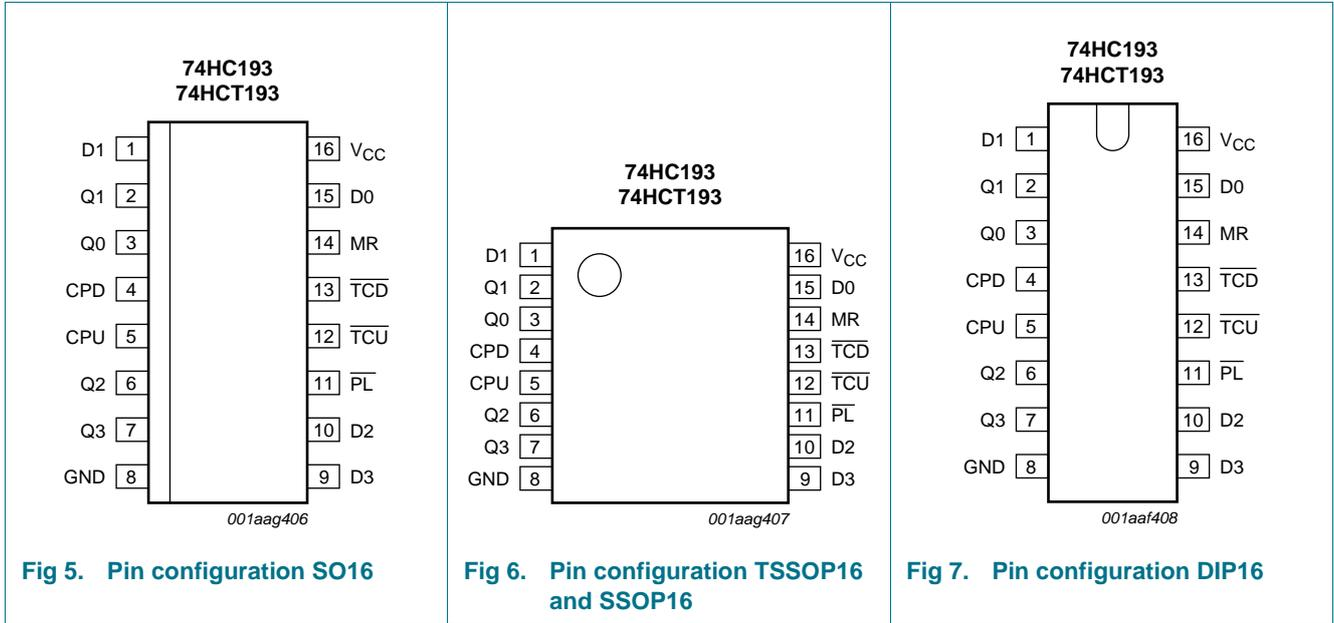 74HC193
74HCT193
D1 1 16 VCC
Q1 2 15 D0
Q0 3 14 MR
CPD 4 13 TCD
CPU 5 12 TCU
Q2 6 11 PL
Q3 7 10 D2
GND 8 9 D3
001aag406
Fig 5. Pin configuration SO16
74HC193
74HCT193
D1 1 16 VCC
Q1 2 15 D0
Q0 3 14 MR
CPD 4 13 TCD
CPU 5 12 TCU
Q2 6 11 PL
Q3 7 10 D2
GND 8 9 D3
001aag407
Fig 6. Pin configuration TSSOP16
and SSOP16
74HC193
74HCT193
D1 1 16 VCC
Q1 2 15 D0
Q0 3 14 MR
CPD 4 13 TCD
CPU 5 12 TCU
Q2 6 11 PL
Q3 7 10 D2
GND 8 9 D3
001aaf408
Fig 7. Pin configuration DIP16